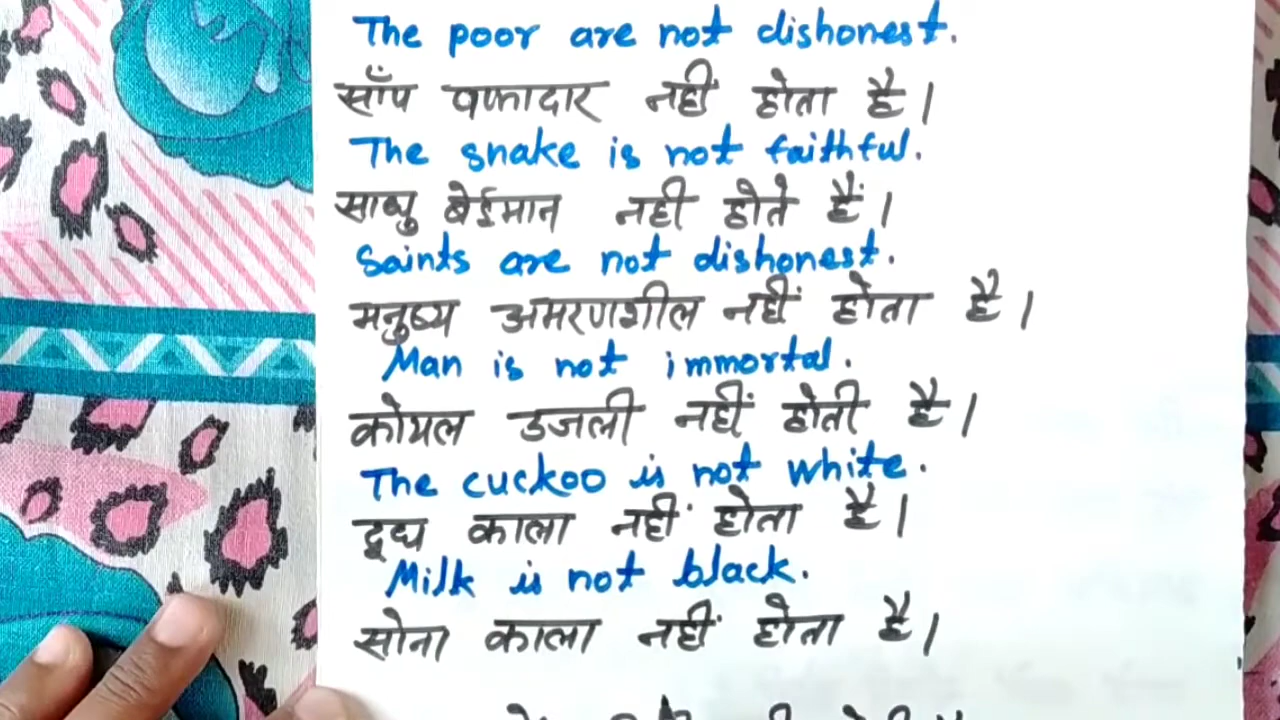 The poor are not dishonest.
साँप वफादार नहीं होता है।
The snake is not faithful.
साधु बेईमान नही होते हैं।
Saints are not dishonest.
मनुष्य अमरणशील नहीं होता है।
Man is not immortal.
कोयल उजली नहीं होती है।
The cuckoo is not white.
दूध काला नहीं होता है।
Milk is not black.
सोना काला नहीं होता है।